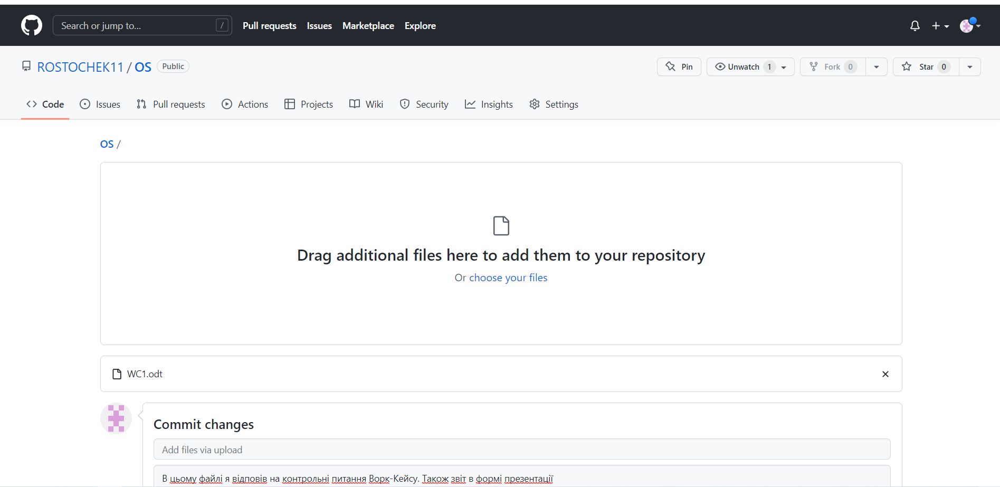 Search or jump to... /
Pull requests Issues Marketplace Explore
ROSTOCHEK11 / OS Public
Pin Unwatch 1 Fork 0 Star 0
Code Issues Pull requests Actions Projects Wiki Security Insights Settings
OS /
Drag additional files here to add them to your repository
Or choose your files
WC1.odt
Commit changes
Add files via upload
В цьому файлі я відповів на контрольні питання Ворк-Кейсу. Також звіт в формі презентації